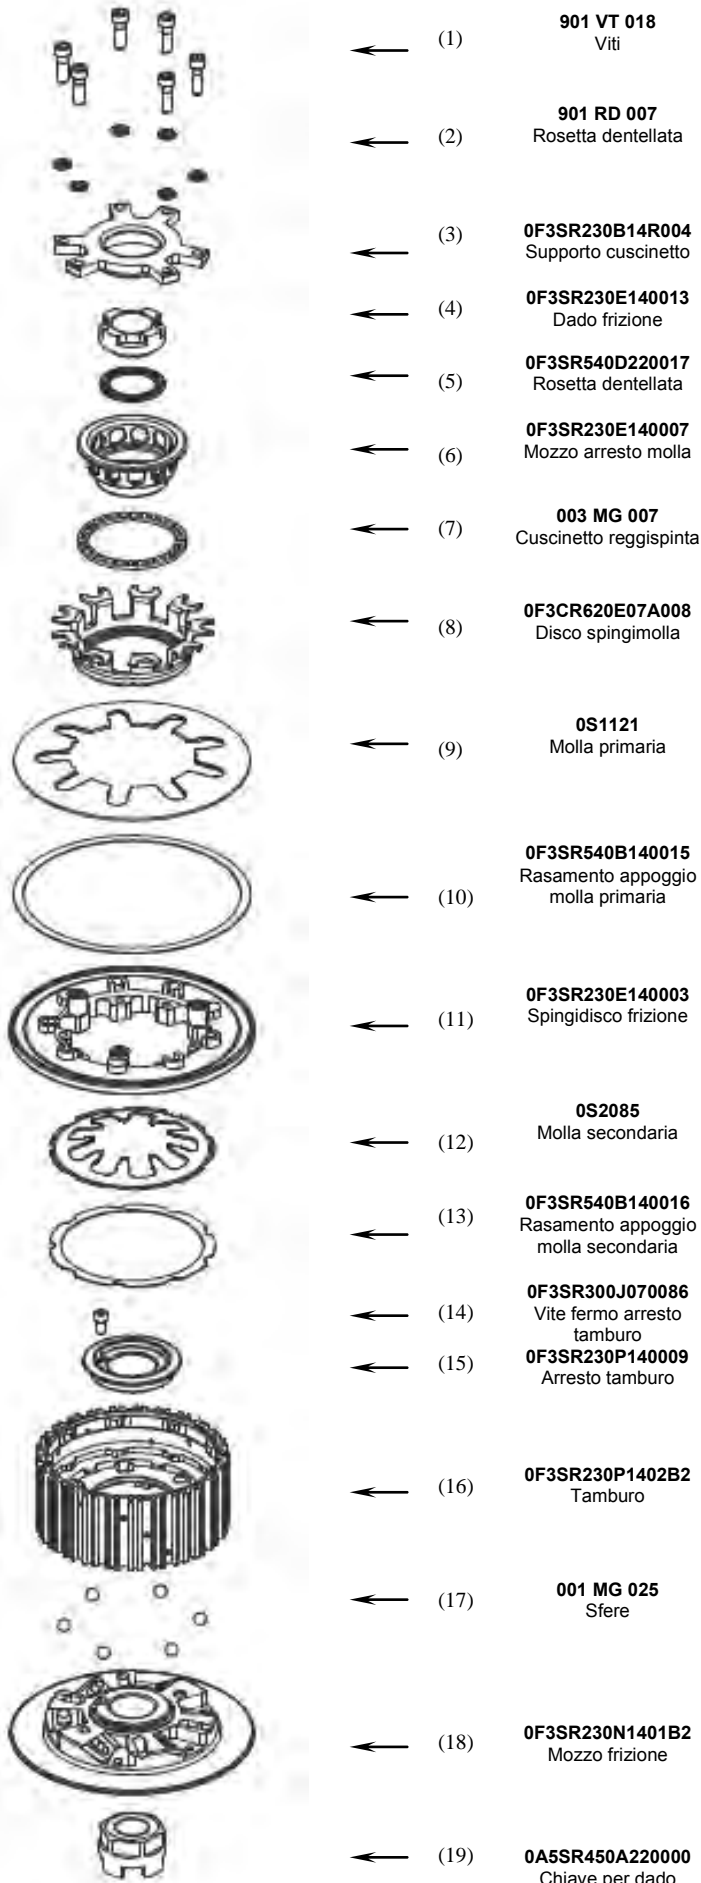 (1)
901 VT 018
Viti
(2)
901 RD 007
Rosetta dentellata
(3)
0F3SR230B14R004
Supporto cuscinetto
(4)
0F3SR230E140013
Dado frizione
(5)
0F3SR540D220017
Rosetta dentellata
(6)
0F3SR230E140007
Mozzo arresto molla
(7)
003 MG 007
Cuscinetto reggispinta
(8)
0F3CR620E07A008
Disco spingimolla
(9)
0S1121
Molla primaria
(10)
0F3SR540B140015
Rasamento appoggio
molla primaria
(11)
0F3SR230E140003
Spingidisco frizione
(12)
0S2085
Molla secondaria
(13)
0F3SR540B140016
Rasamento appoggio
molla secondaria
(14)
0F3SR300J070086
Vite fermo arresto
tamburo
(15)
0F3SR230P140009
Arresto tamburo
(16)
0F3SR230P1402B2
Tamburo
(17)
001 MG 025
Sfere
(18)
0F3SR230N1401B2
Mozzo frizione
(19)
0A5SR450A220000
Chiave per dado